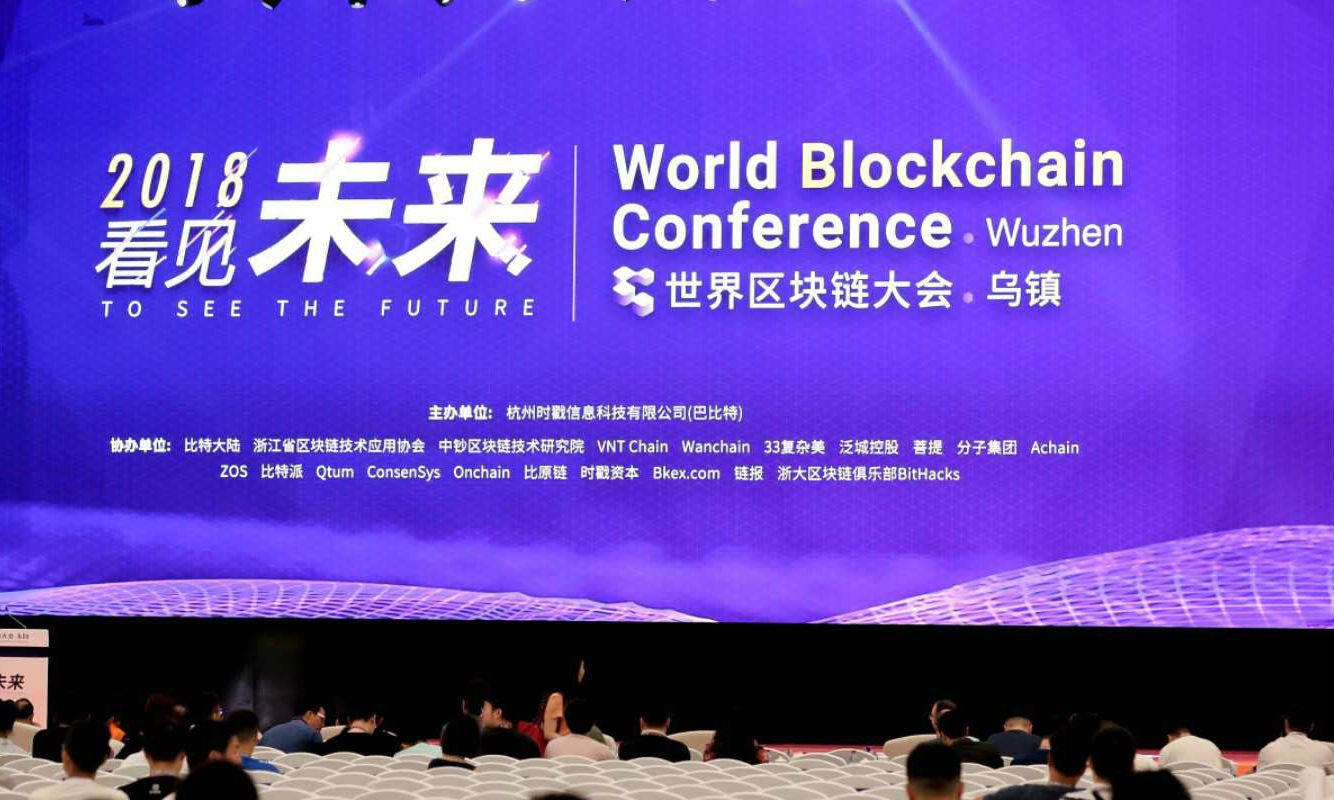 2018
看见未来
TO SEE THE FUTURE
World Blockchain
Conference · Wuzhen
世界区块链大会 · 乌镇
主办单位: 杭州时戳信息科技有限公司(巴比特)
协办单位: 比特大陆 浙江省区块链技术应用协会 中钞区块链技术研究院 VNT Chain Wanchain 33复杂美 泛城控股 菩提 分子集团 Achain
ZOS 比特派 Qtum ConsenSys Onchain 比原链 时戳资本 Bkex.com 链报 浙大区块链俱乐部BitHacks
未来